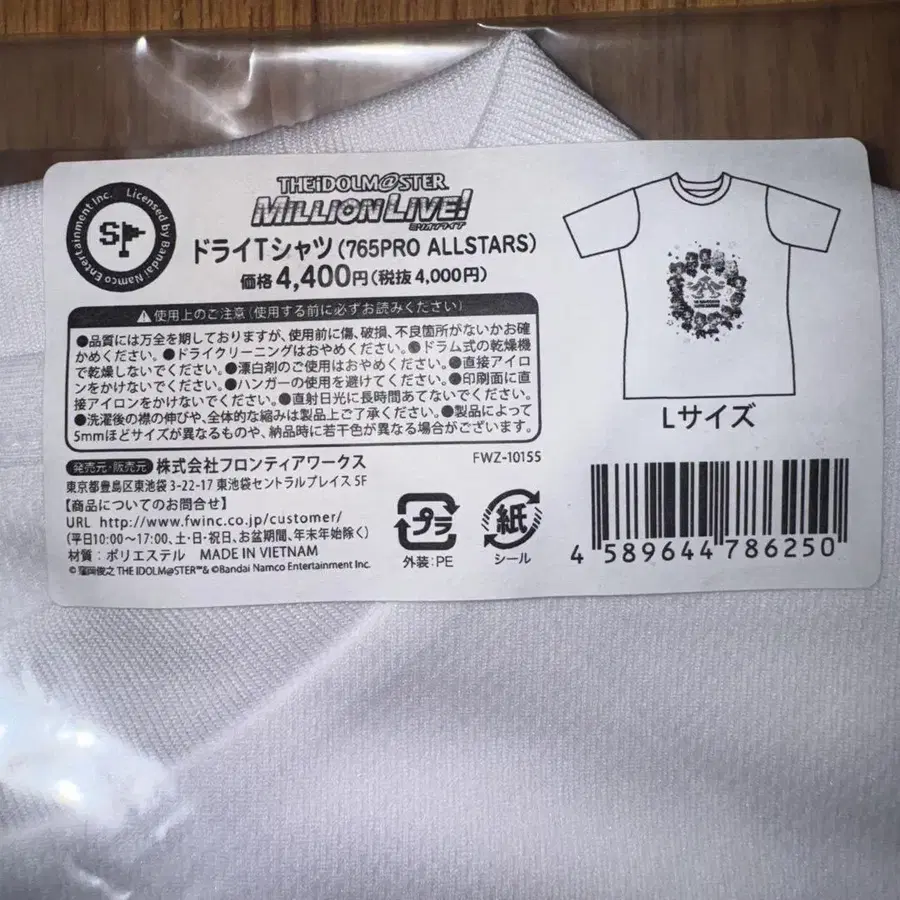 Licensed by Bandai Namco Entertainment Inc.
THE iDOLM@STER
MILLION LIVE!
ミリオンライブ
ドライTシャツ(765PRO ALLSTARS)
価格4,400円(税抜4,000円)
⚠使用上のご注意(使用する前に必ずお読みください)
●品質には万全を期しておりますが、使用前に傷、破損、不良箇所がないかお確
かめください。●ドライクリーニングはおやめください。●ドラム式の乾燥機
で乾燥しないでください。●漂白剤のご使用はおやめください。●直接アイロ
ンをかけないでください。●ハンガーの使用を避けてください。●印刷面に直
接アイロンをかけないでください。●直射日光に長時間あてないでください。
●洗濯後の襟の伸びや、全体的な縮みは製品上ご了承ください。●製品によって
5mmほどサイズが異なるものや、納品時に若干色が異なる場合がございます。
発売元・販売元 株式会社フロンティアワークス
FWZ-10155
東京都豊島区東池袋3-22-17 東池袋セントラルプレイス5F
【商品についてのお問合せ】
URL http://www.fwinc.co.jp/customer/
(平日10:00〜17:00、土・日・祝日、お盆期間、年末年始除く)
材質:ポリエステル MADE IN VIETNAM
©窪岡俊之 THE IDOLM@STER™& ©Bandai Namco Entertainment Inc.
プラ
外装:PE
紙
シール
Lサイズ
4 589644 786250